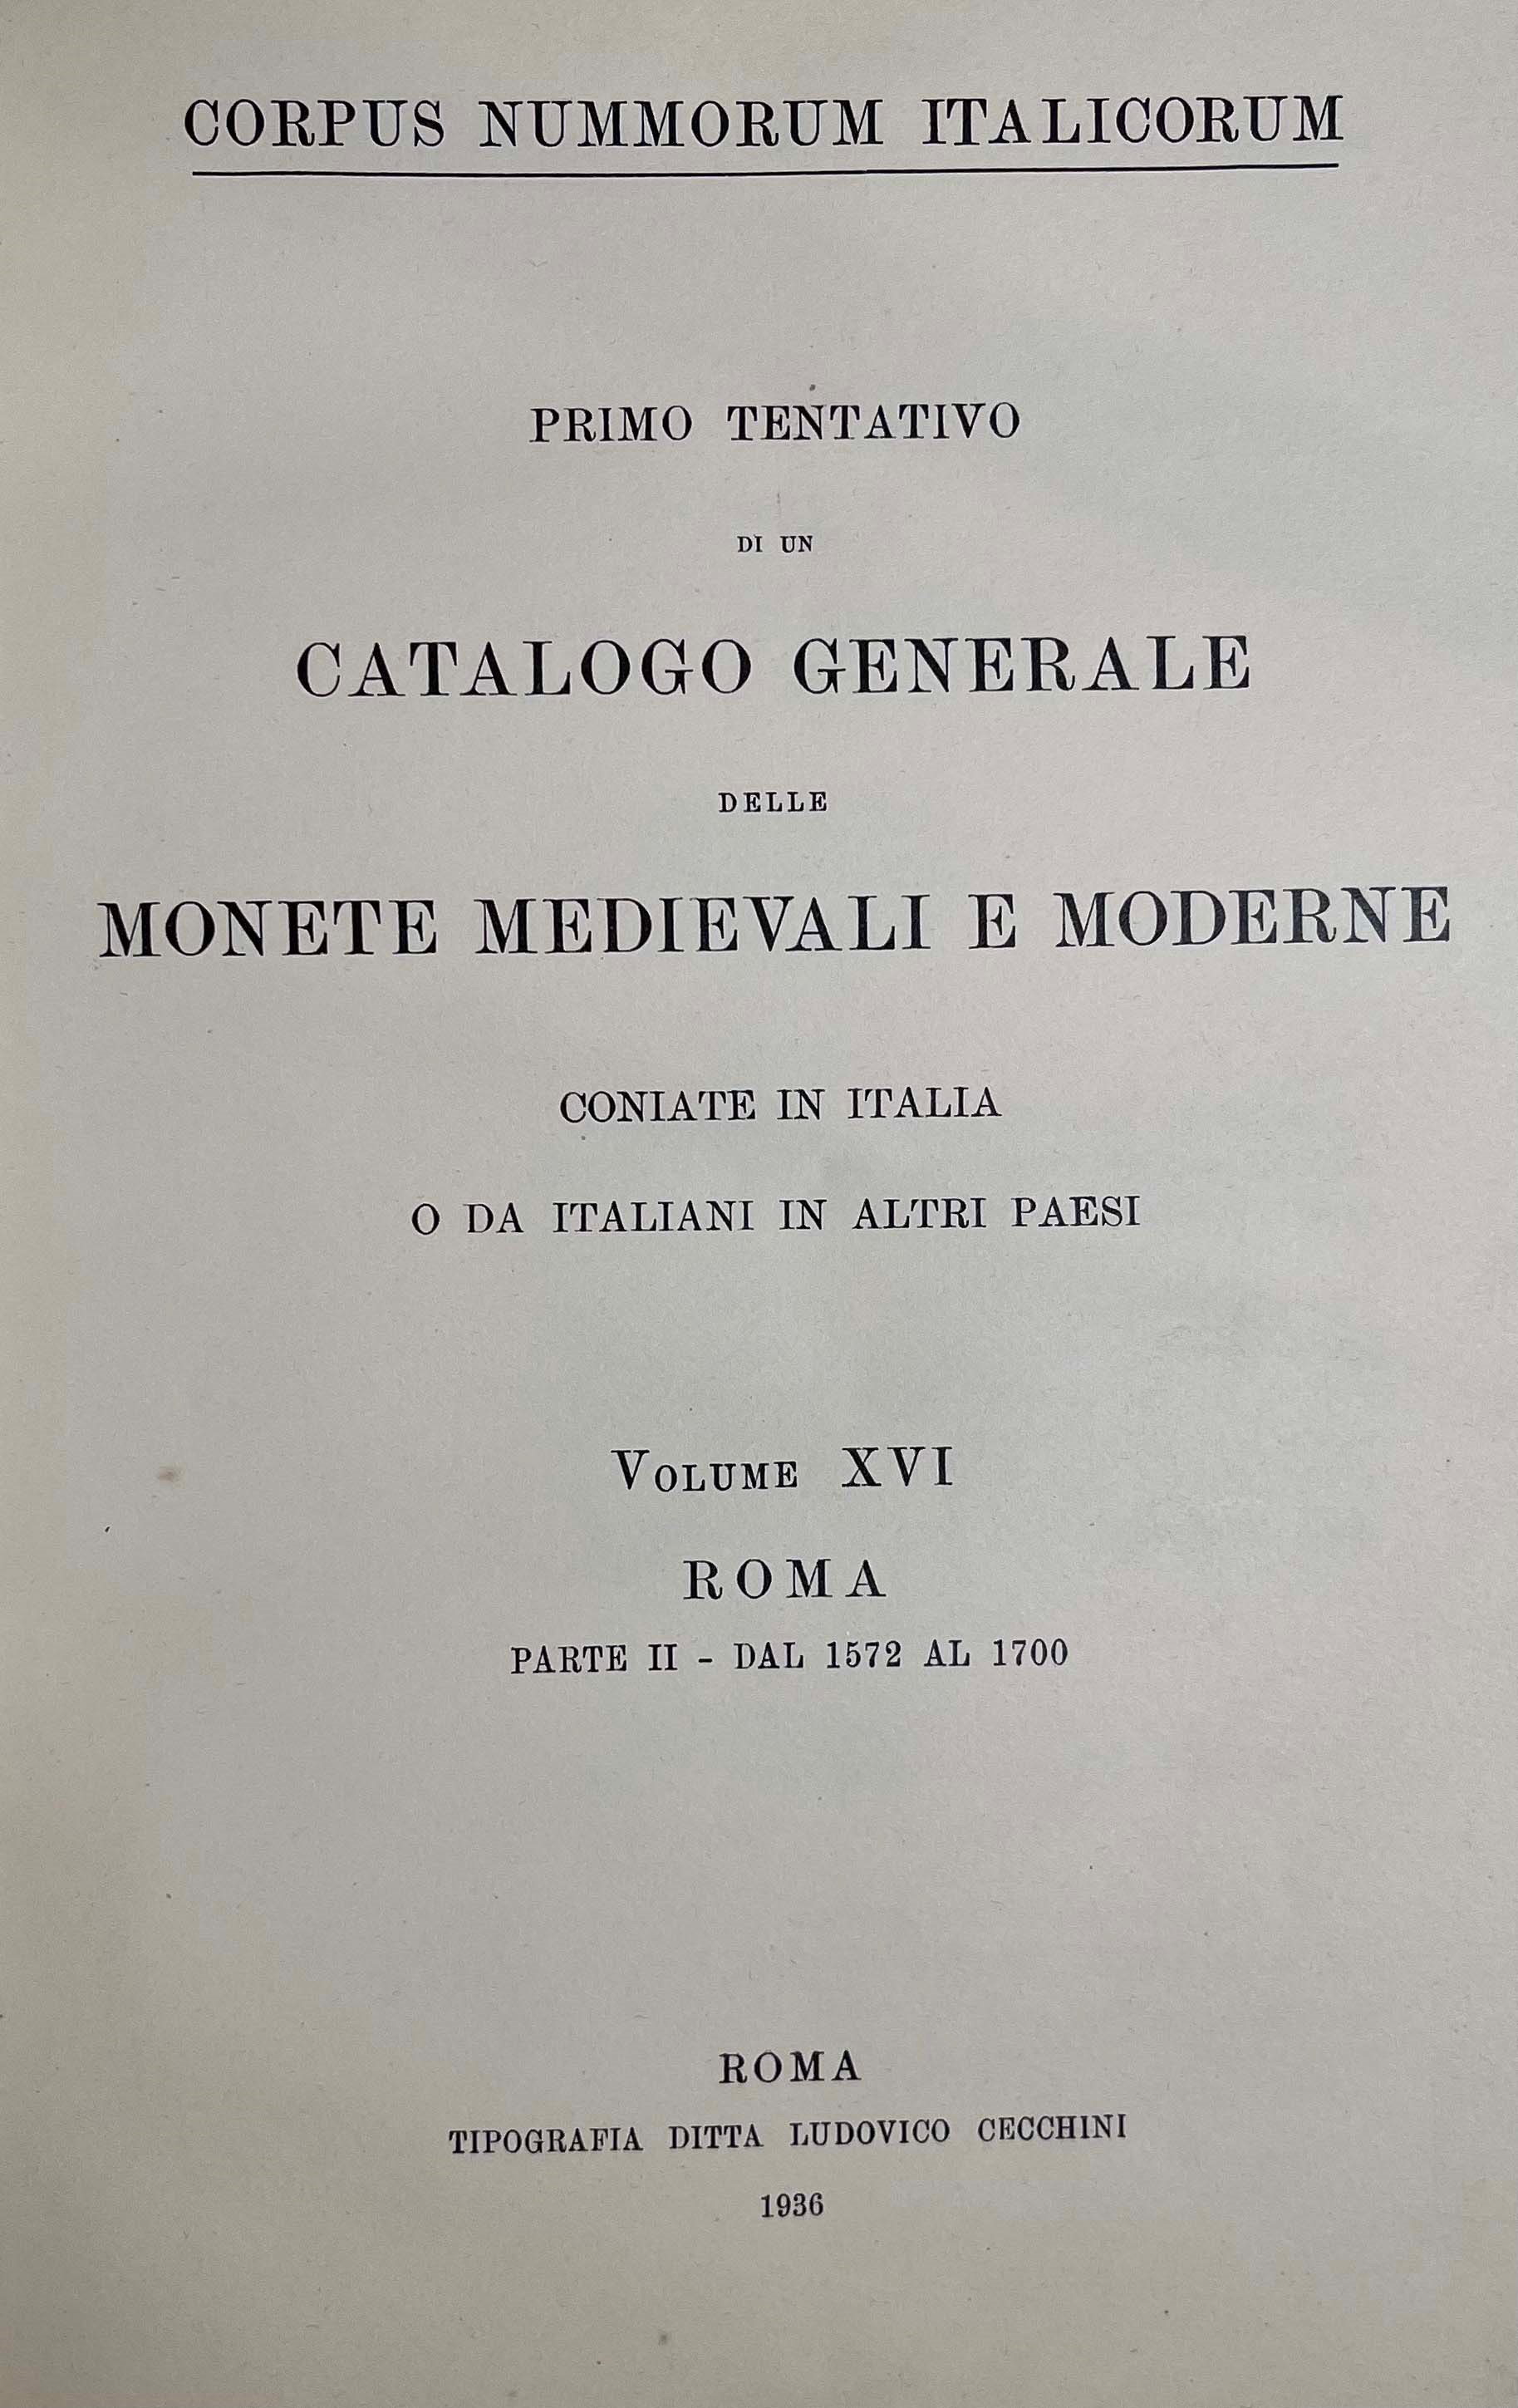 CORPUS NUMMORUM ITALICORUM
PRIMO TENTATIVO
DI UN
CATALOGO GENERALE
DELLE
MONETE MEDIEVALI E MODERNE
CONIATE IN ITALIA
O DA ITALIANI IN ALTRI PAESI
VOLUME XVI
ROMA
PARTE II - DAL 1572 AL 1700
ROMA
TIPOGRAFIA DITTA LUDOVICO CECCHINI
1936